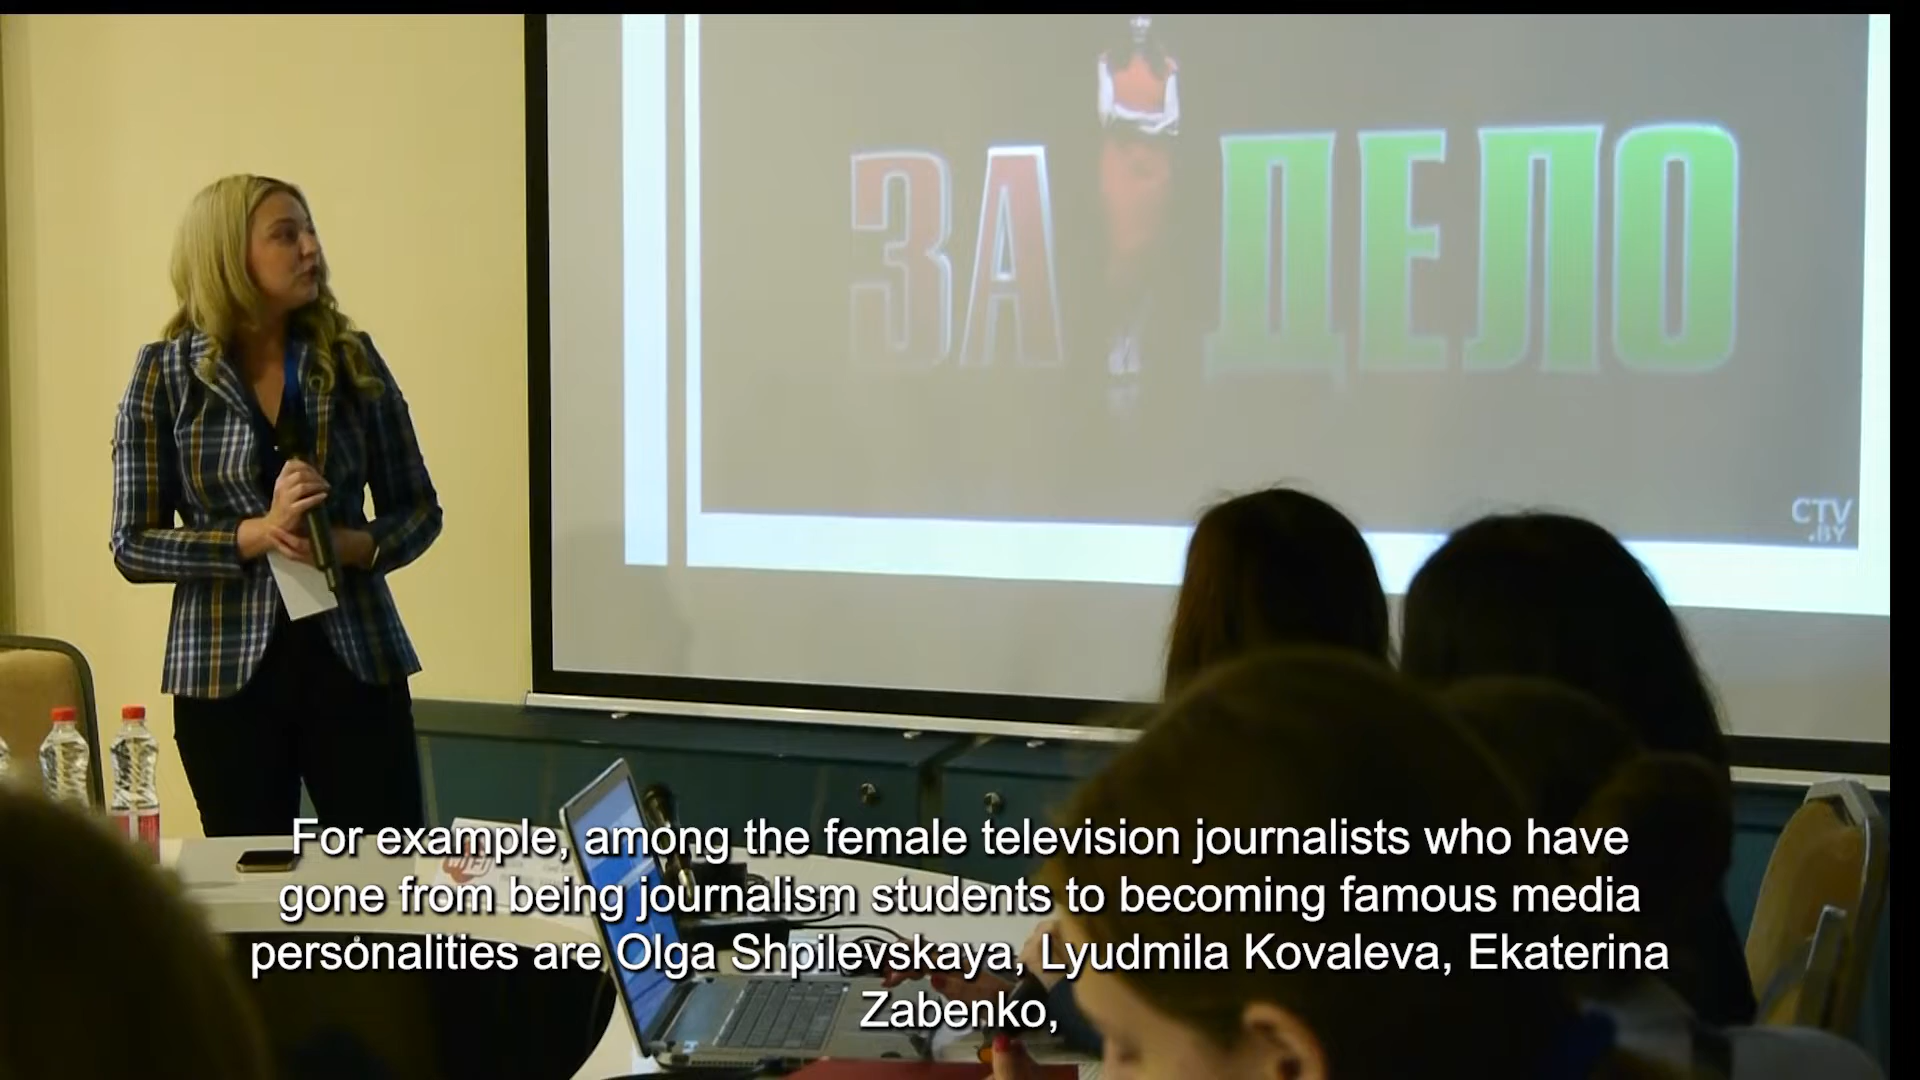 ЗА ДЕЛО
CTV
.BY
For example, among the female television journalists who have
gone from being journalism students to becoming famous media
personalities are Olga Shpilevskaya, Lyudmila Kovaleva, Ekaterina
Zabenko,